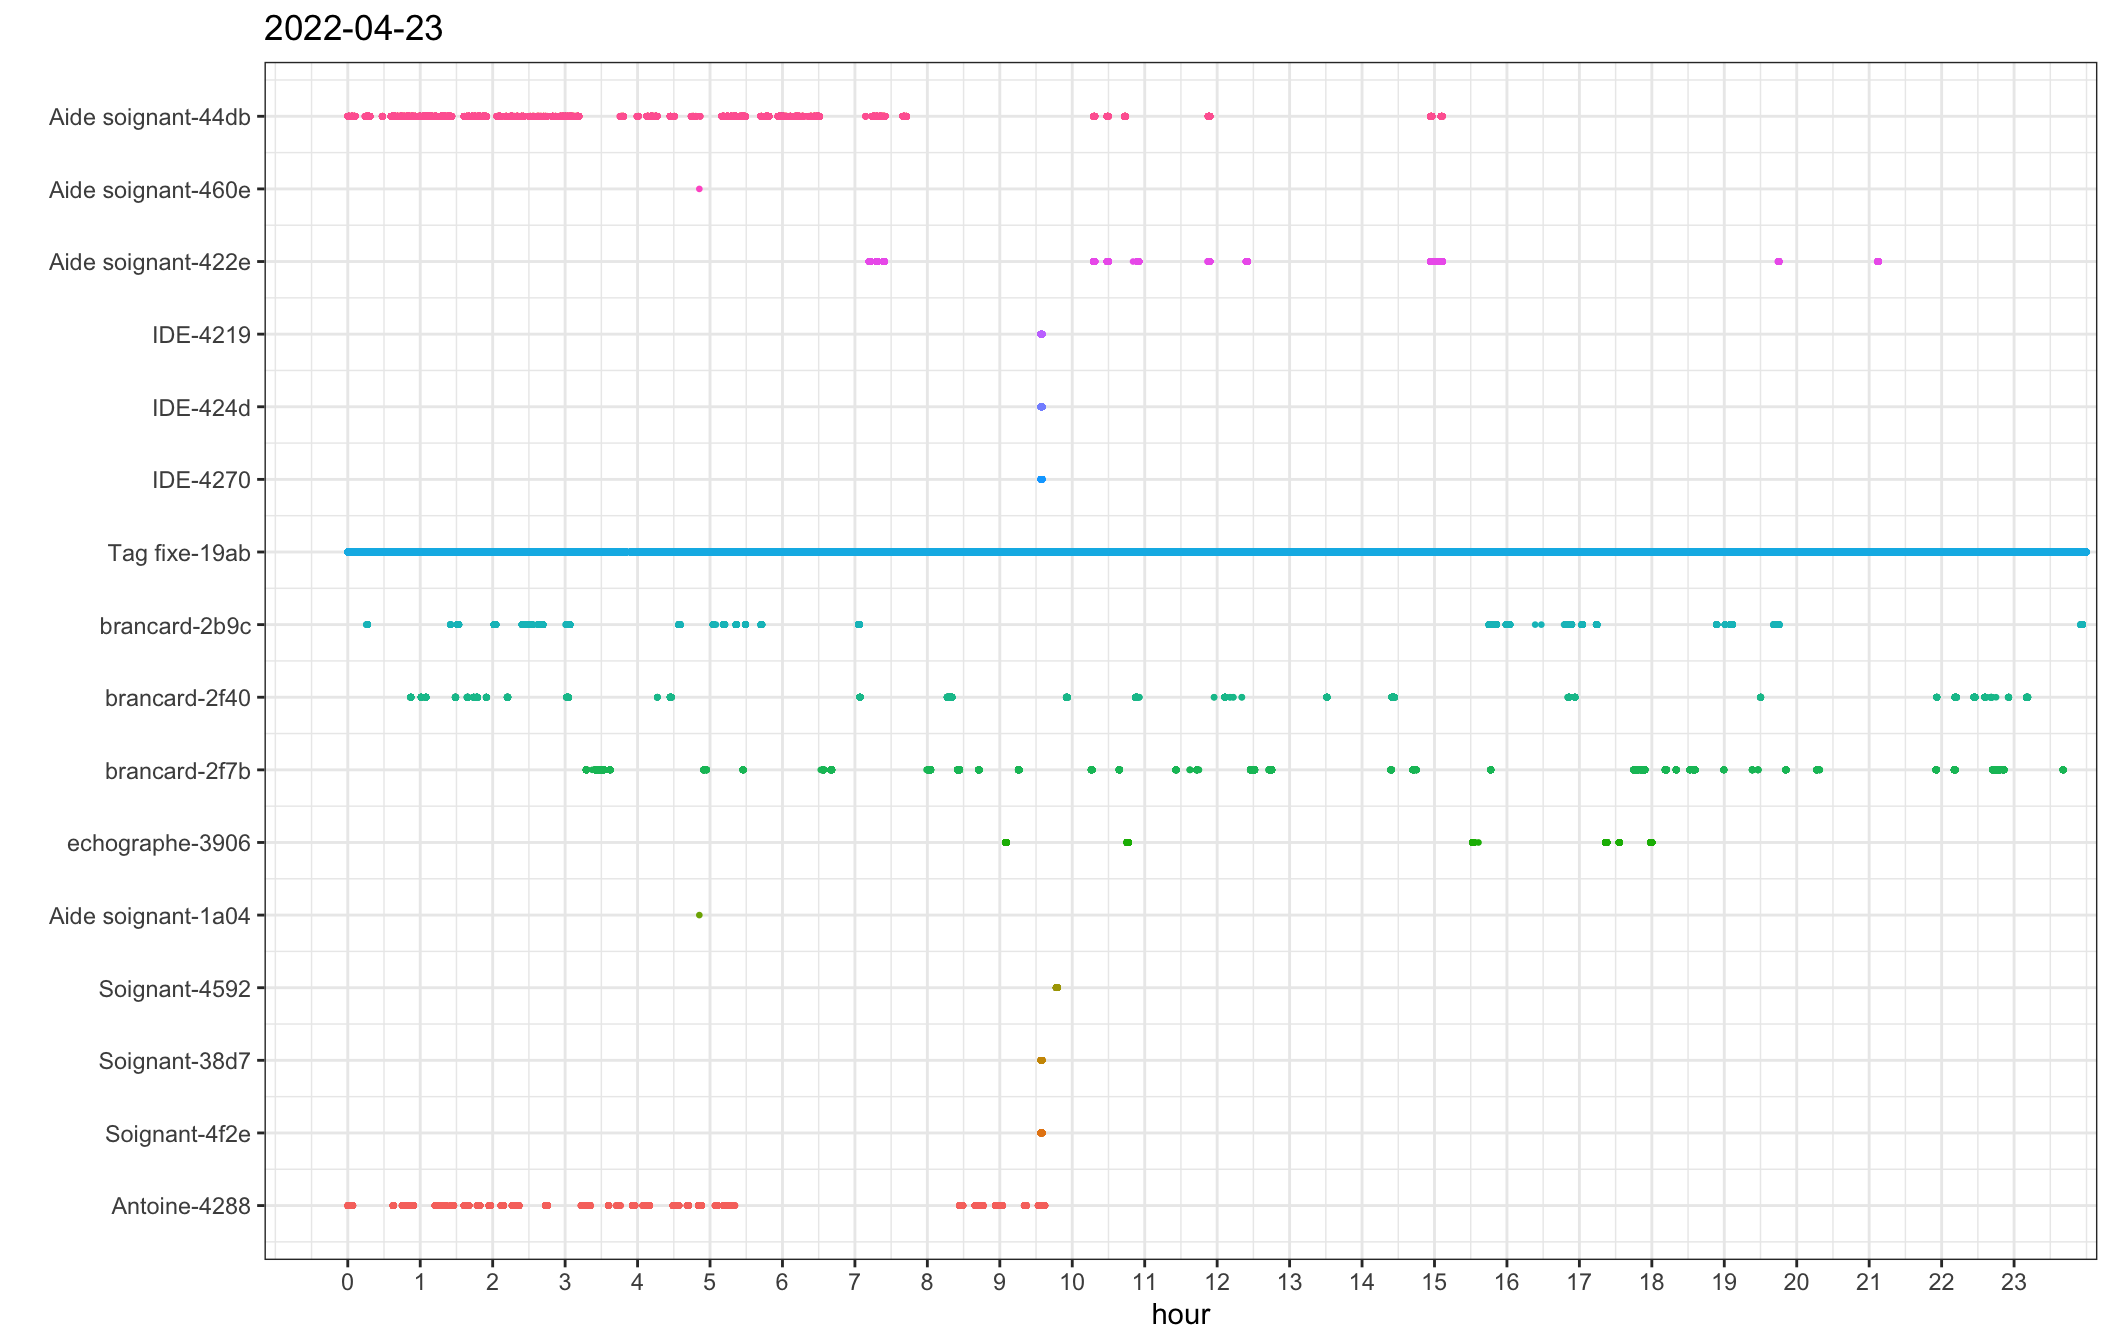 2022-04-23
Aide soignant-44db
Aide soignant-460e
Aide soignant-422e
IDE-4219
IDE-424d
IDE-4270
Tag fixe-19ab
brancard-2b9c
brancard-2f40
brancard-2f7b
echographe-3906
Aide soignant-1a04
Soignant-4592
Soignant-38d7
Soignant-4f2e
Antoine-4288
0 1 2 3 4 5 6 7 8 9 10 11 12 13 14 15 16 17 18 19 20 21 22 23
hour